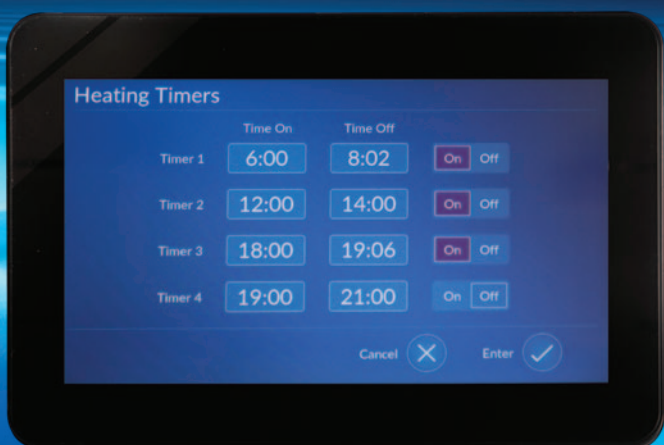 Heating Timers
Time On Time Off
Timer 1 6:00 8:02 On Off
Timer 2 12:00 14:00 On Off
Timer 3 18:00 19:06 On Off
Timer 4 19:00 21:00 On Off
Cancel Enter